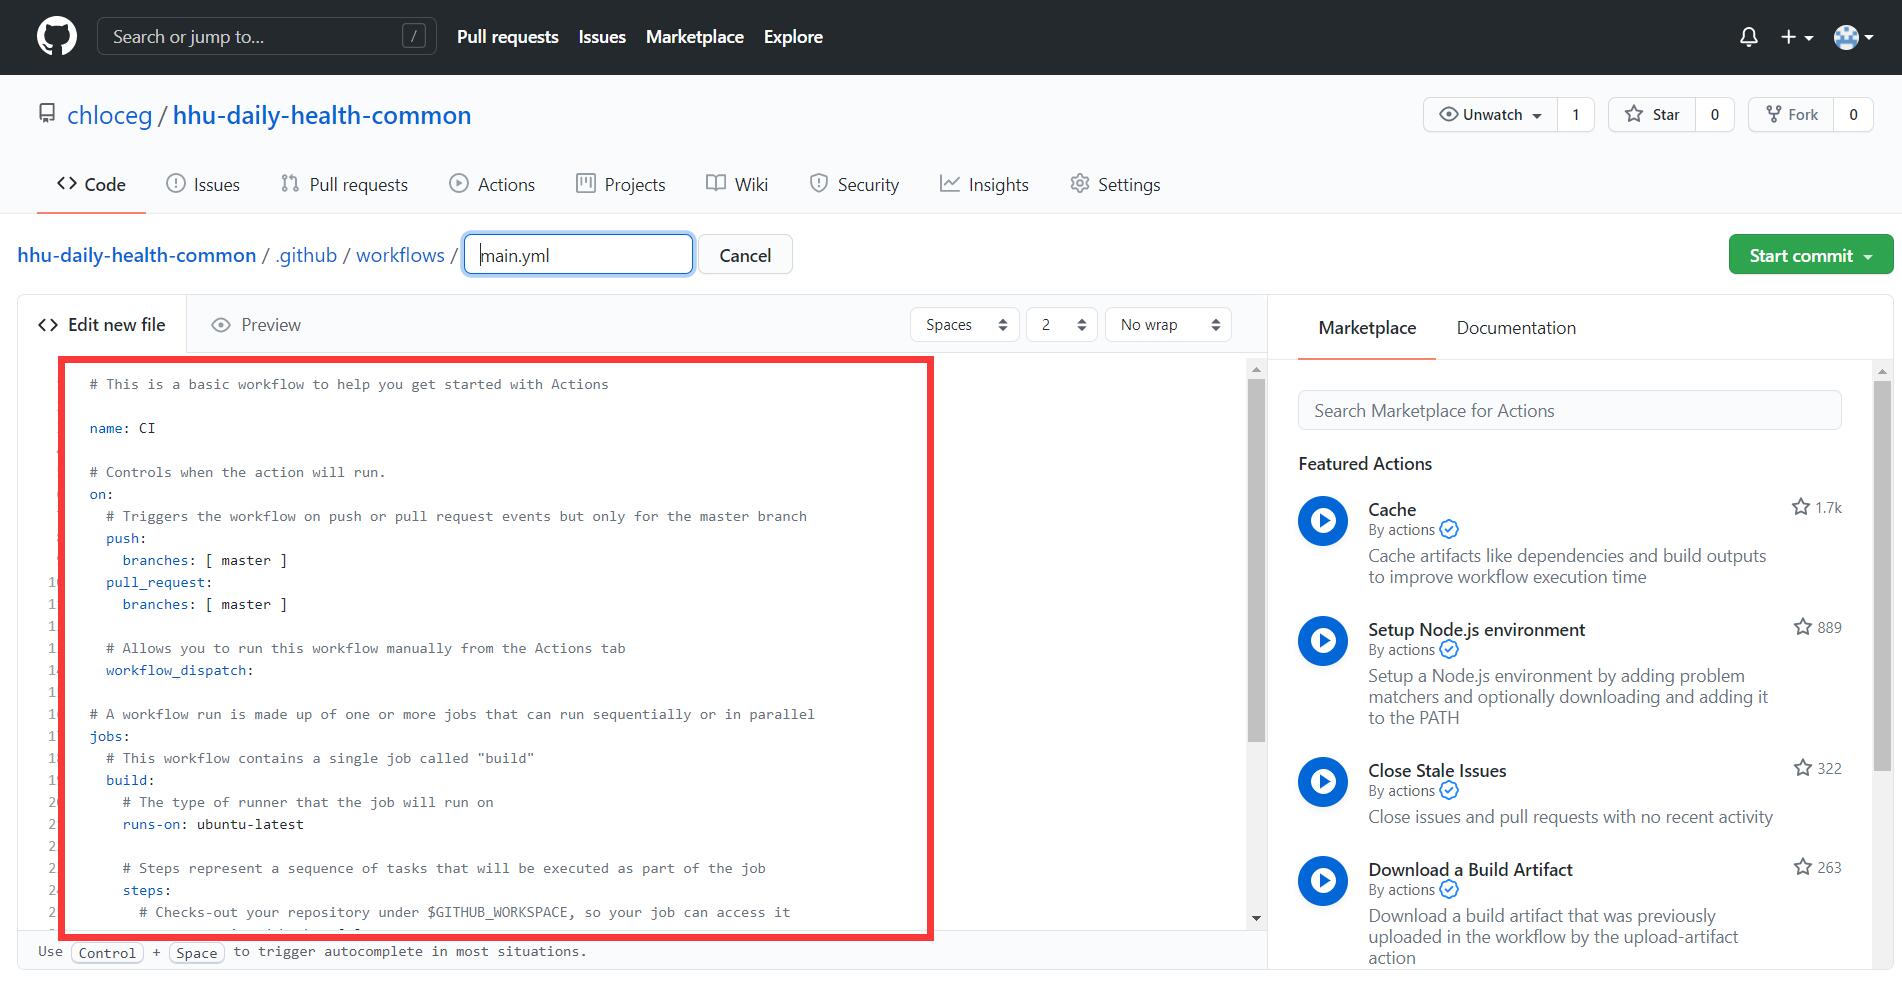 Search or jump to... /
Pull requests Issues Marketplace Explore
chloceg / hhu-daily-health-common
Unwatch 1 Star 0 Fork 0
Code Issues Pull requests Actions Projects Wiki Security Insights Settings
hhu-daily-health-common / .github / workflows / main.yml Cancel
Start commit
Edit new file Preview
Spaces 2 No wrap
# This is a basic workflow to help you get started with Actions
name: CI
# Controls when the action will run.
on:
# Triggers the workflow on push or pull request events but only for the master branch
push:
branches: [ master ]
pull_request:
branches: [ master ]
# Allows you to run this workflow manually from the Actions tab
workflow_dispatch:
# A workflow run is made up of one or more jobs that can run sequentially or in parallel
jobs:
# This workflow contains a single job called "build"
build:
# The type of runner that the job will run on
runs-on: ubuntu-latest
# Steps represent a sequence of tasks that will be executed as part of the job
steps:
# Checks-out your repository under $GITHUB_WORKSPACE, so your job can access it
Use Control + Space to trigger autocomplete in most situations.
Marketplace Documentation
Search Marketplace for Actions
Featured Actions
Cache 1.7k
By actions
Cache artifacts like dependencies and build outputs
to improve workflow execution time
Setup Node.js environment 889
By actions
Setup a Node.js environment by adding problem
matchers and optionally downloading and adding it
to the PATH
Close Stale Issues 322
By actions
Close issues and pull requests with no recent activity
Download a Build Artifact 263
By actions
Download a build artifact that was previously
uploaded in the workflow by the upload-artifact
action